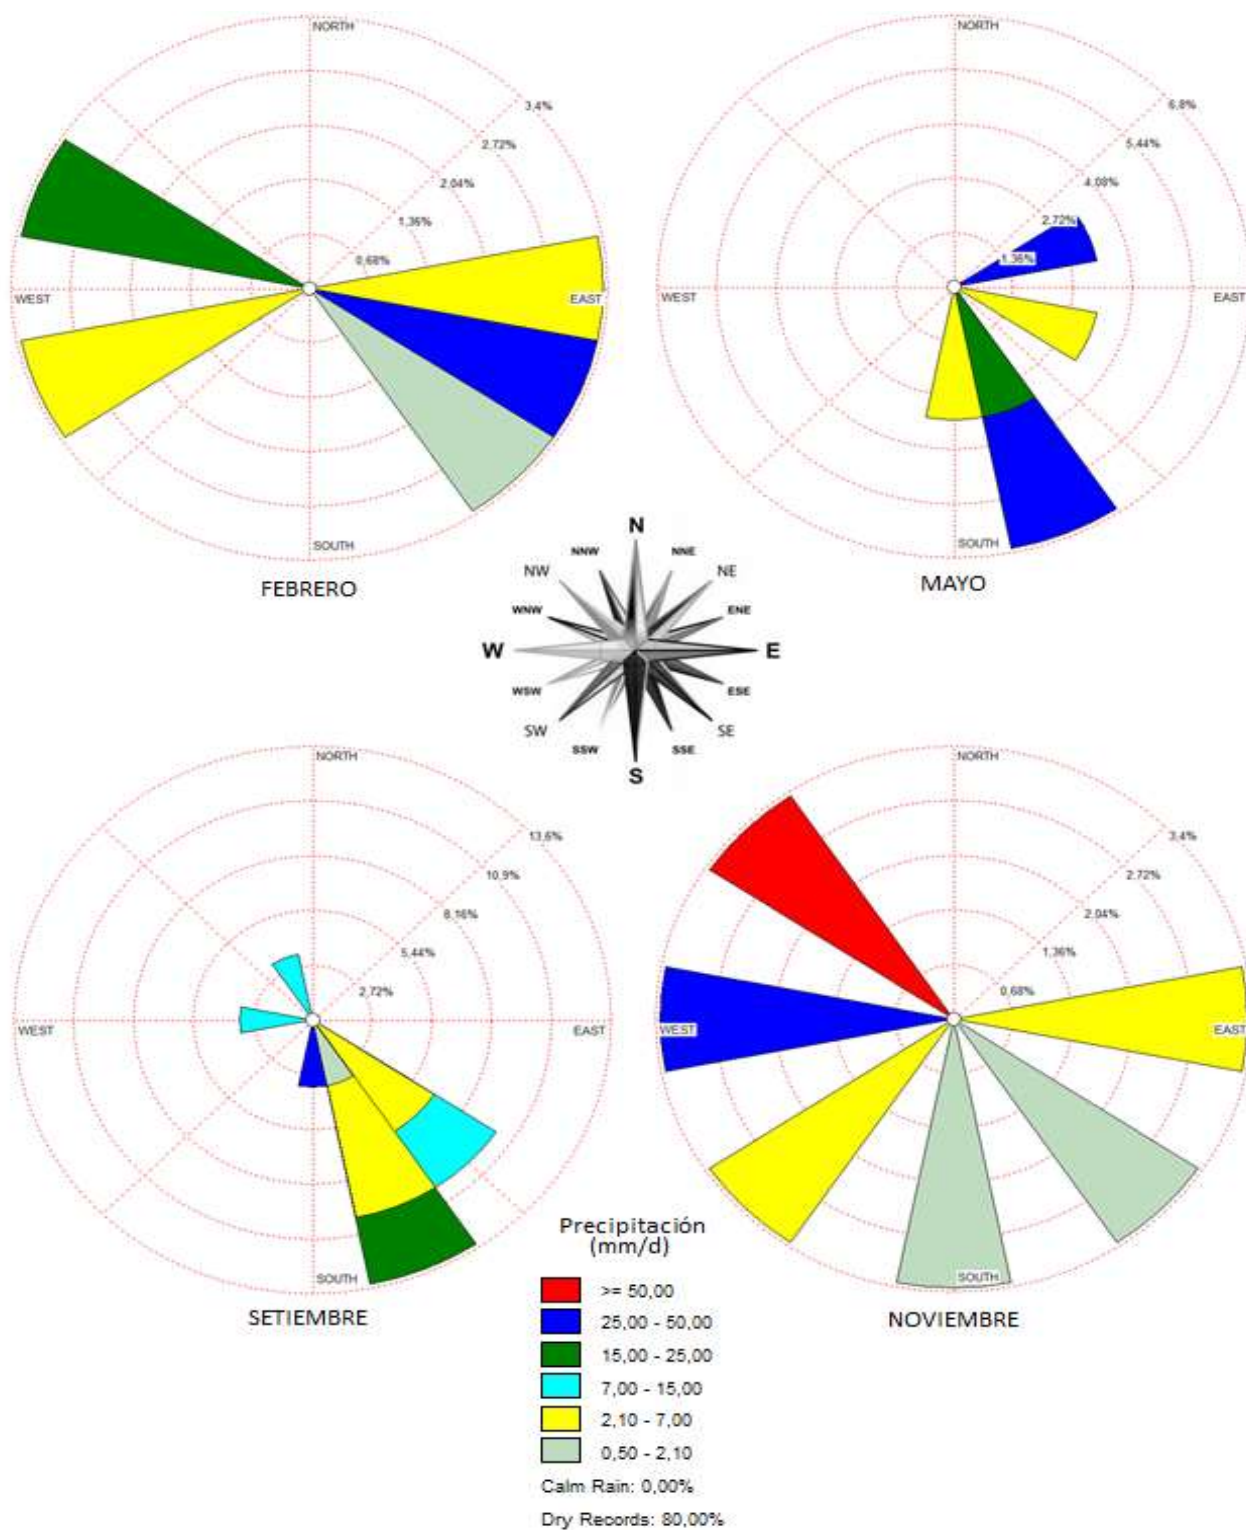 NORTH
3,4%
2,72%
2,04%
1,36%
0,68%
WEST
EAST
SOUTH
FEBRERO
NORTH
6,8%
5,44%
4,08%
2,72%
1,36%
WEST
EAST
SOUTH
MAYO
N
NNW
NNE
NW
NE
WNW
ENE
W
E
WSW
ESE
SW
SE
SSW
SSE
S
NORTH
13,6%
10,9%
8,16%
5,44%
2,72%
WEST
EAST
SOUTH
SETIEMBRE
NORTH
3,4%
2,72%
2,04%
1,36%
0,68%
WEST
EAST
SOUTH
NOVIEMBRE
Precipitación
(mm/d)
>= 50,00
25,00 - 50,00
15,00 - 25,00
7,00 - 15,00
2,10 - 7,00
0,50 - 2,10
Calm Rain: 0,00%
Dry Records: 80,00%